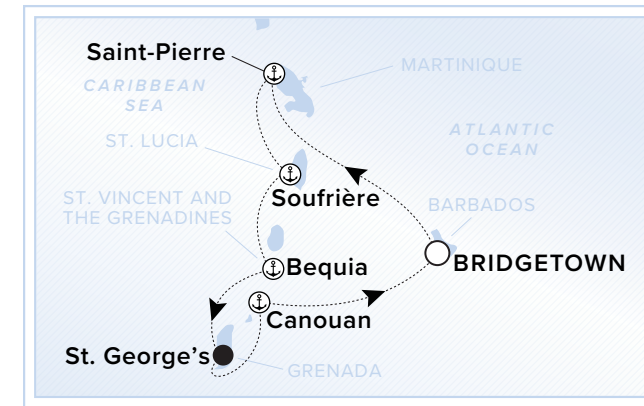 Saint-Pierre
MARTINIQUE
CARIBBEAN
SEA
ATLANTIC
OCEAN
ST. LUCIA
Soufrière
ST. VINCENT AND
THE GRENADINES
BARBADOS
Bequia
BRIDGETOWN
Canouan
St. George’s
GRENADA